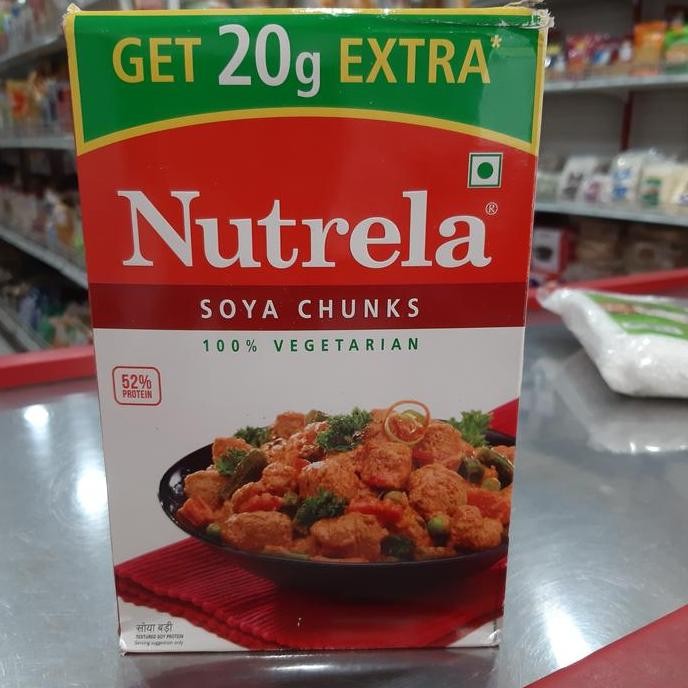 GET 20g EXTRA*
Nutrela®
SOYA CHUNKS
100% VEGETARIAN
52%
PROTEIN
सोया बड़ी
TEXTURED SOY PROTEIN
Serving suggestion only